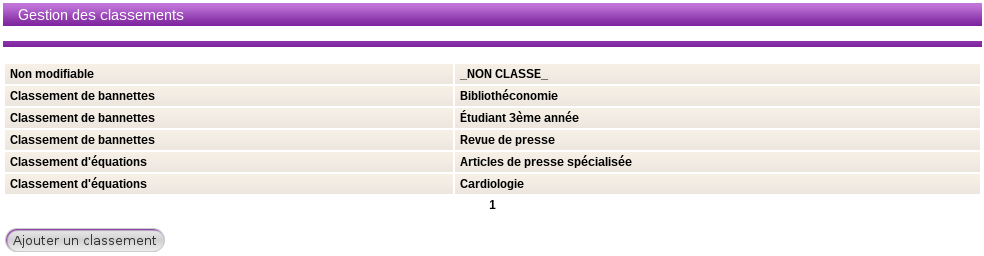 Gestion des classements
Non modifiable _NON CLASSE_
Classement de bannettes Bibliothéconomie
Classement de bannettes Étudiant 3ème année
Classement de bannettes Revue de presse
Classement d'équations Articles de presse spécialisée
Classement d'équations Cardiologie
1
Ajouter un classement